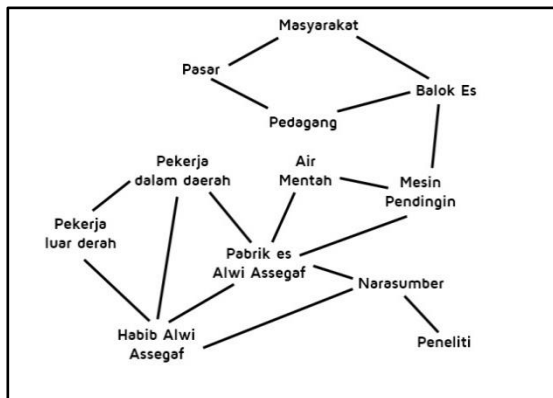 Masyarakat
Pasar
Balok Es
Pedagang
Pekerja
dalam daerah
Air
Mentah
Mesin
Pendingin
Pekerja
luar derah
Pabrik es
Alwi Assegaf
Narasumber
Habib Alwi
Assegaf
Peneliti